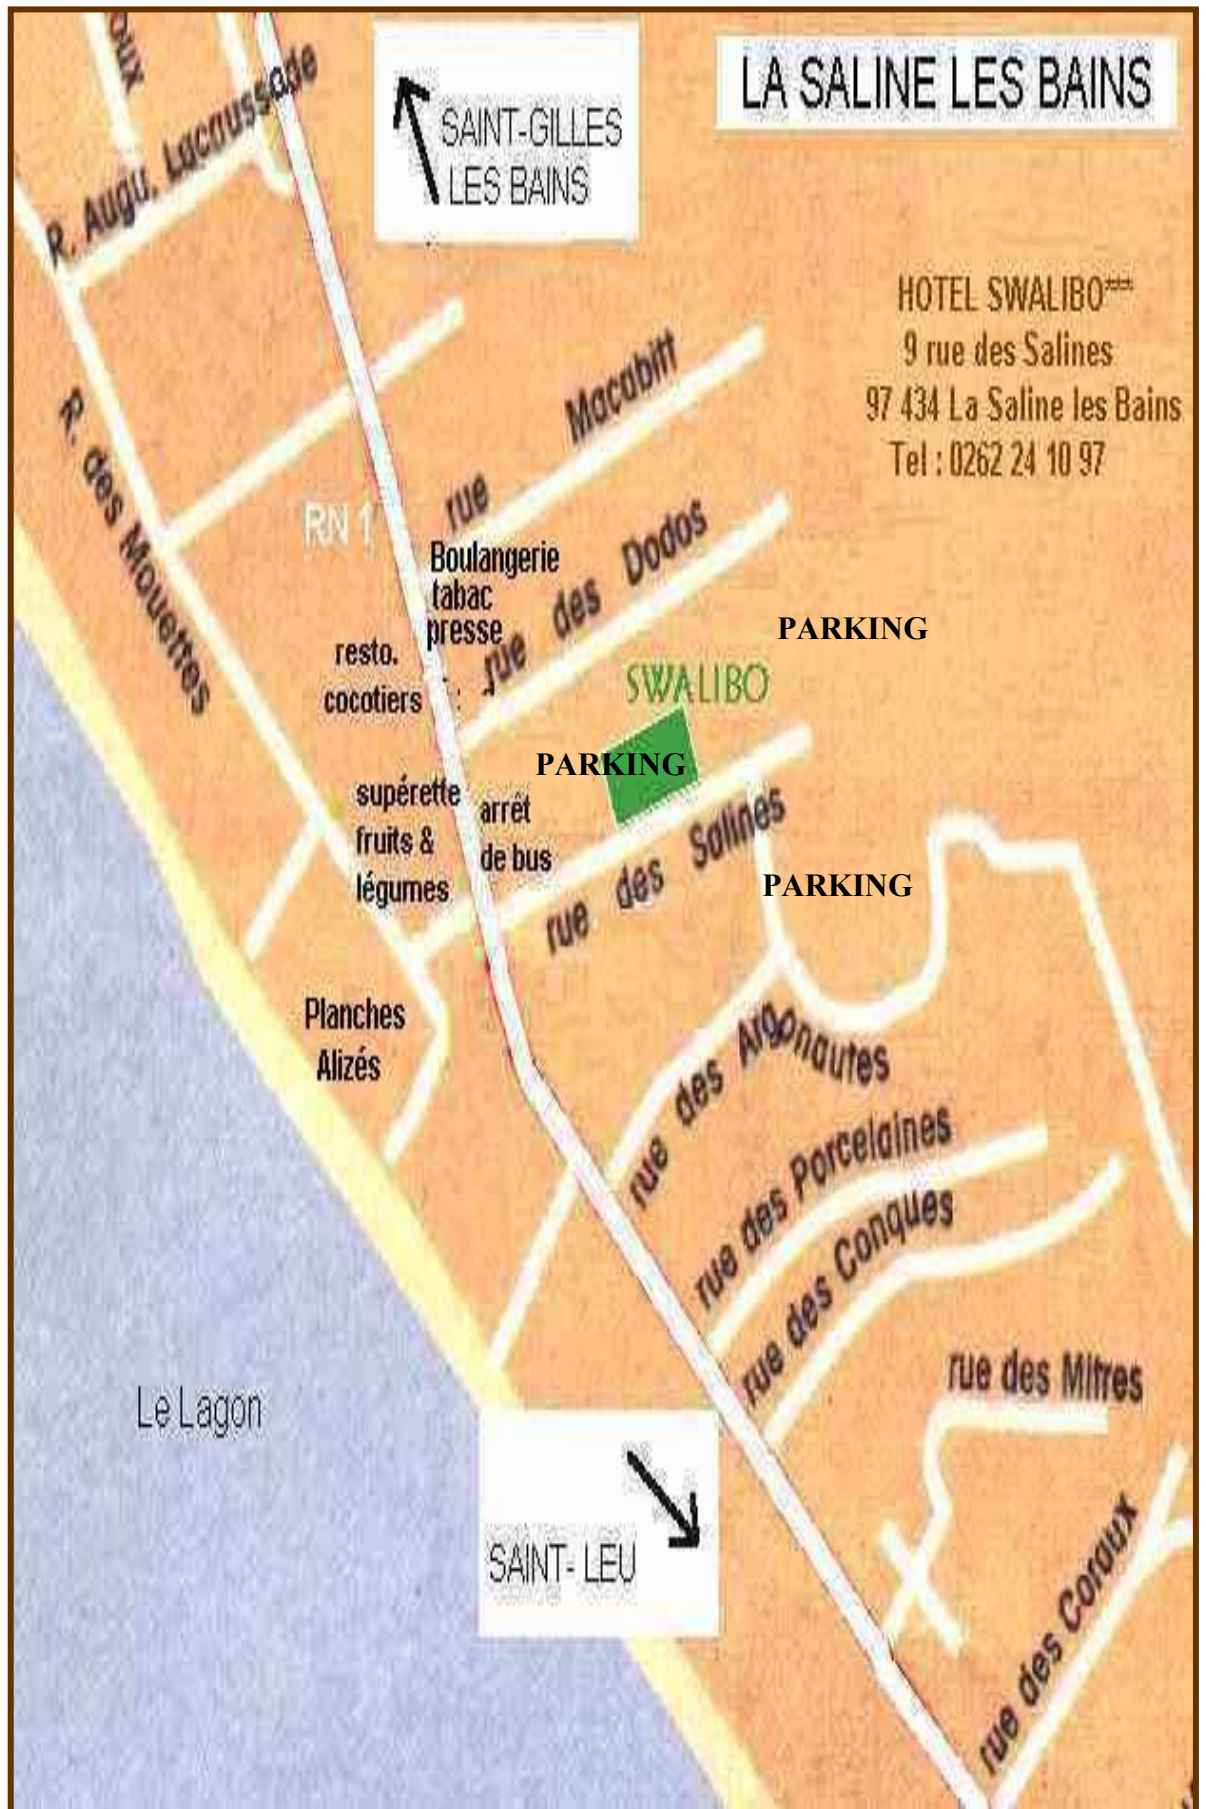 LA SALINE LES BAINS
SAINT-GILLES
LES BAINS
R. Augu. Lacaussade
HOTEL SWALIBO***
9 rue des Salines
97 434 La Saline les Bains
Tel : 0262 24 10 97
rue Macabitt
R. des Mouettes
RN 1
Boulangerie
tabac
presse
rue des Dodos
PARKING
resto.
cocotiers
SWALIBO
PARKING
supérette
fruits &
légumes
arrêt
de bus
rue des Salines
PARKING
Planches
Alizés
rue des Argonautes
rue des Porcelaines
rue des Conques
rue des Mitres
Le Lagon
SAINT- LEU
rue des Coraux